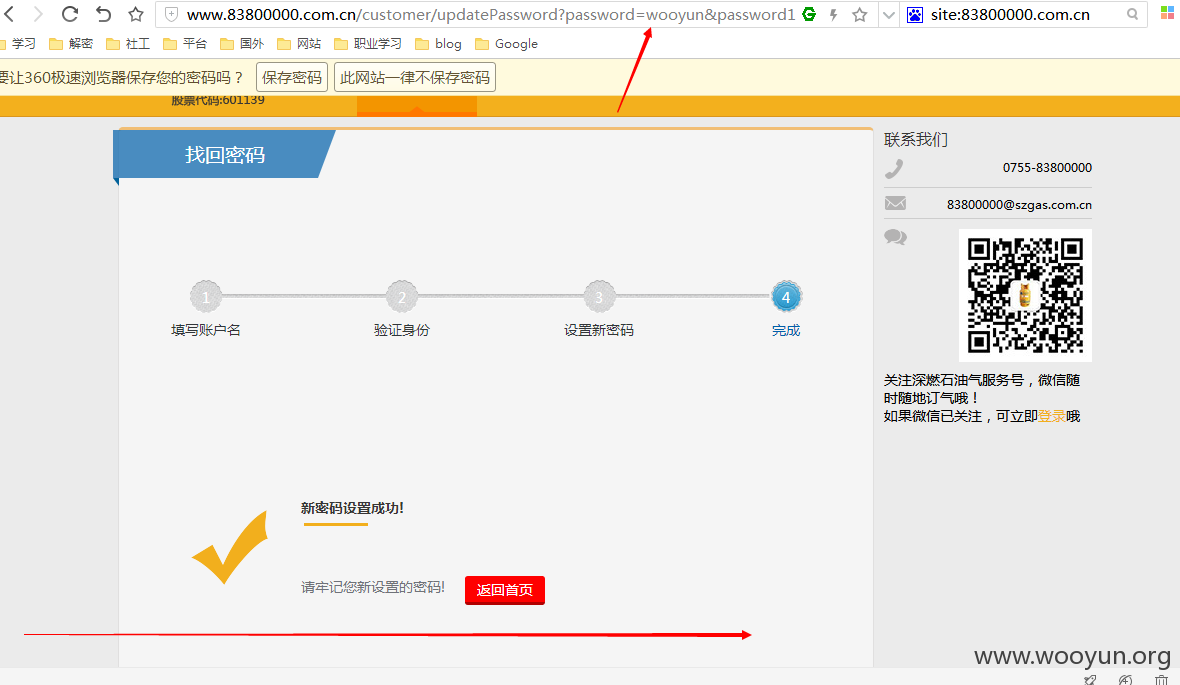 www.83800000.com.cn/customer/updatePassword?password=wooyun&password1
site:83800000.com.cn
学习 解密 社工 平台 国外 网站 职业学习 blog Google
要让360极速浏览器保存您的密码吗？ 保存密码 此网站一律不保存密码
股票代码:601139
找回密码
联系我们
0755-83800000
83800000@szgas.com.cn
1 2 3 4
填写账户名 验证身份 设置新密码 完成
关注深燃石油气服务号，微信随
时随地订气哦！
如果微信已关注，可立即登录哦
新密码设置成功!
请牢记您新设置的密码! 返回首页
www.wooyun.org